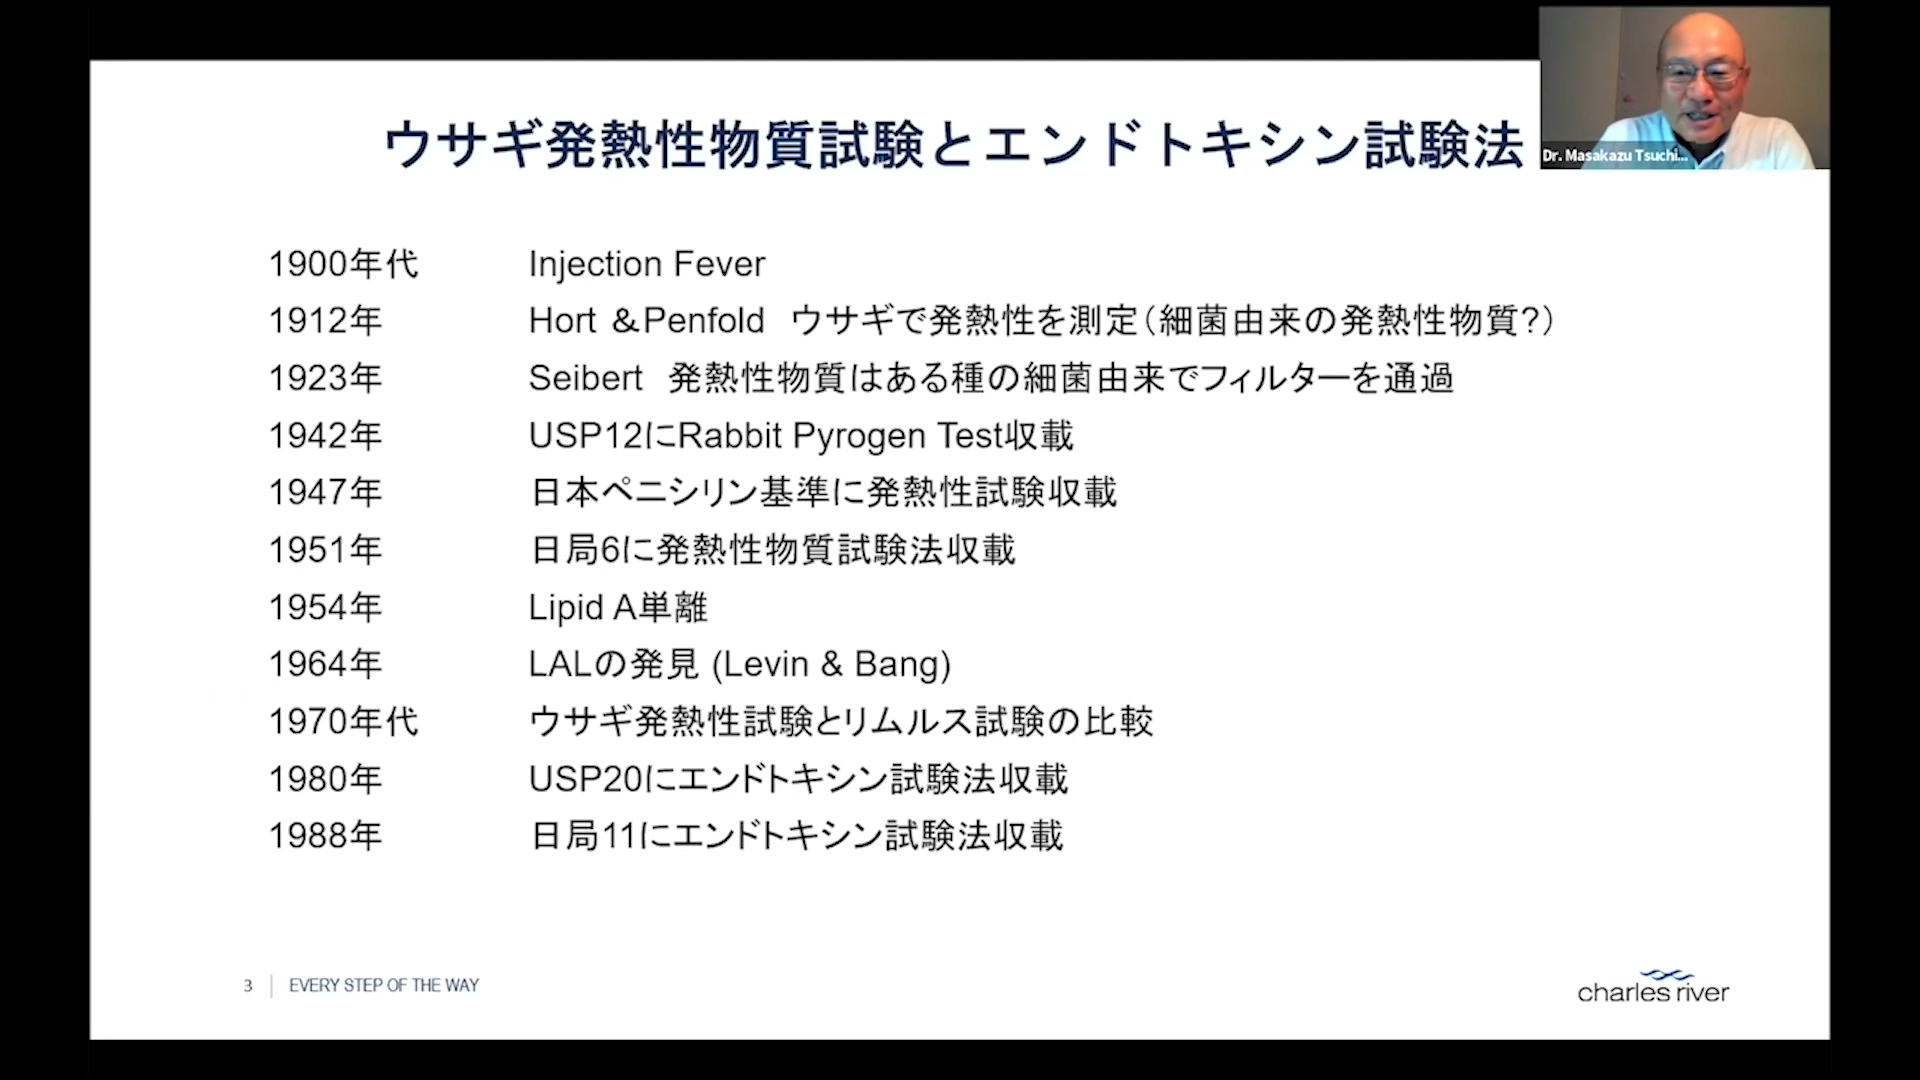 ウサギ発熱性物質試験とエンドトキシン試験法
Dr. Masakazu Tsuchi...
1900年代 Injection Fever
1912年 Hort &Penfold ウサギで発熱性を測定(細菌由来の発熱性物質?)
1923年 Seibert 発熱性物質はある種の細菌由来でフィルターを通過
1942年 USP12にRabbit Pyrogen Test収載
1947年 日本ペニシリン基準に発熱性試験収載
1951年 日局6に発熱性物質試験法収載
1954年 Lipid A単離
1964年 LALの発見 (Levin & Bang)
1970年代 ウサギ発熱性試験とリムルス試験の比較
1980年 USP20にエンドトキシン試験法収載
1988年 日局11にエンドトキシン試験法収載
3 EVERY STEP OF THE WAY
charles river